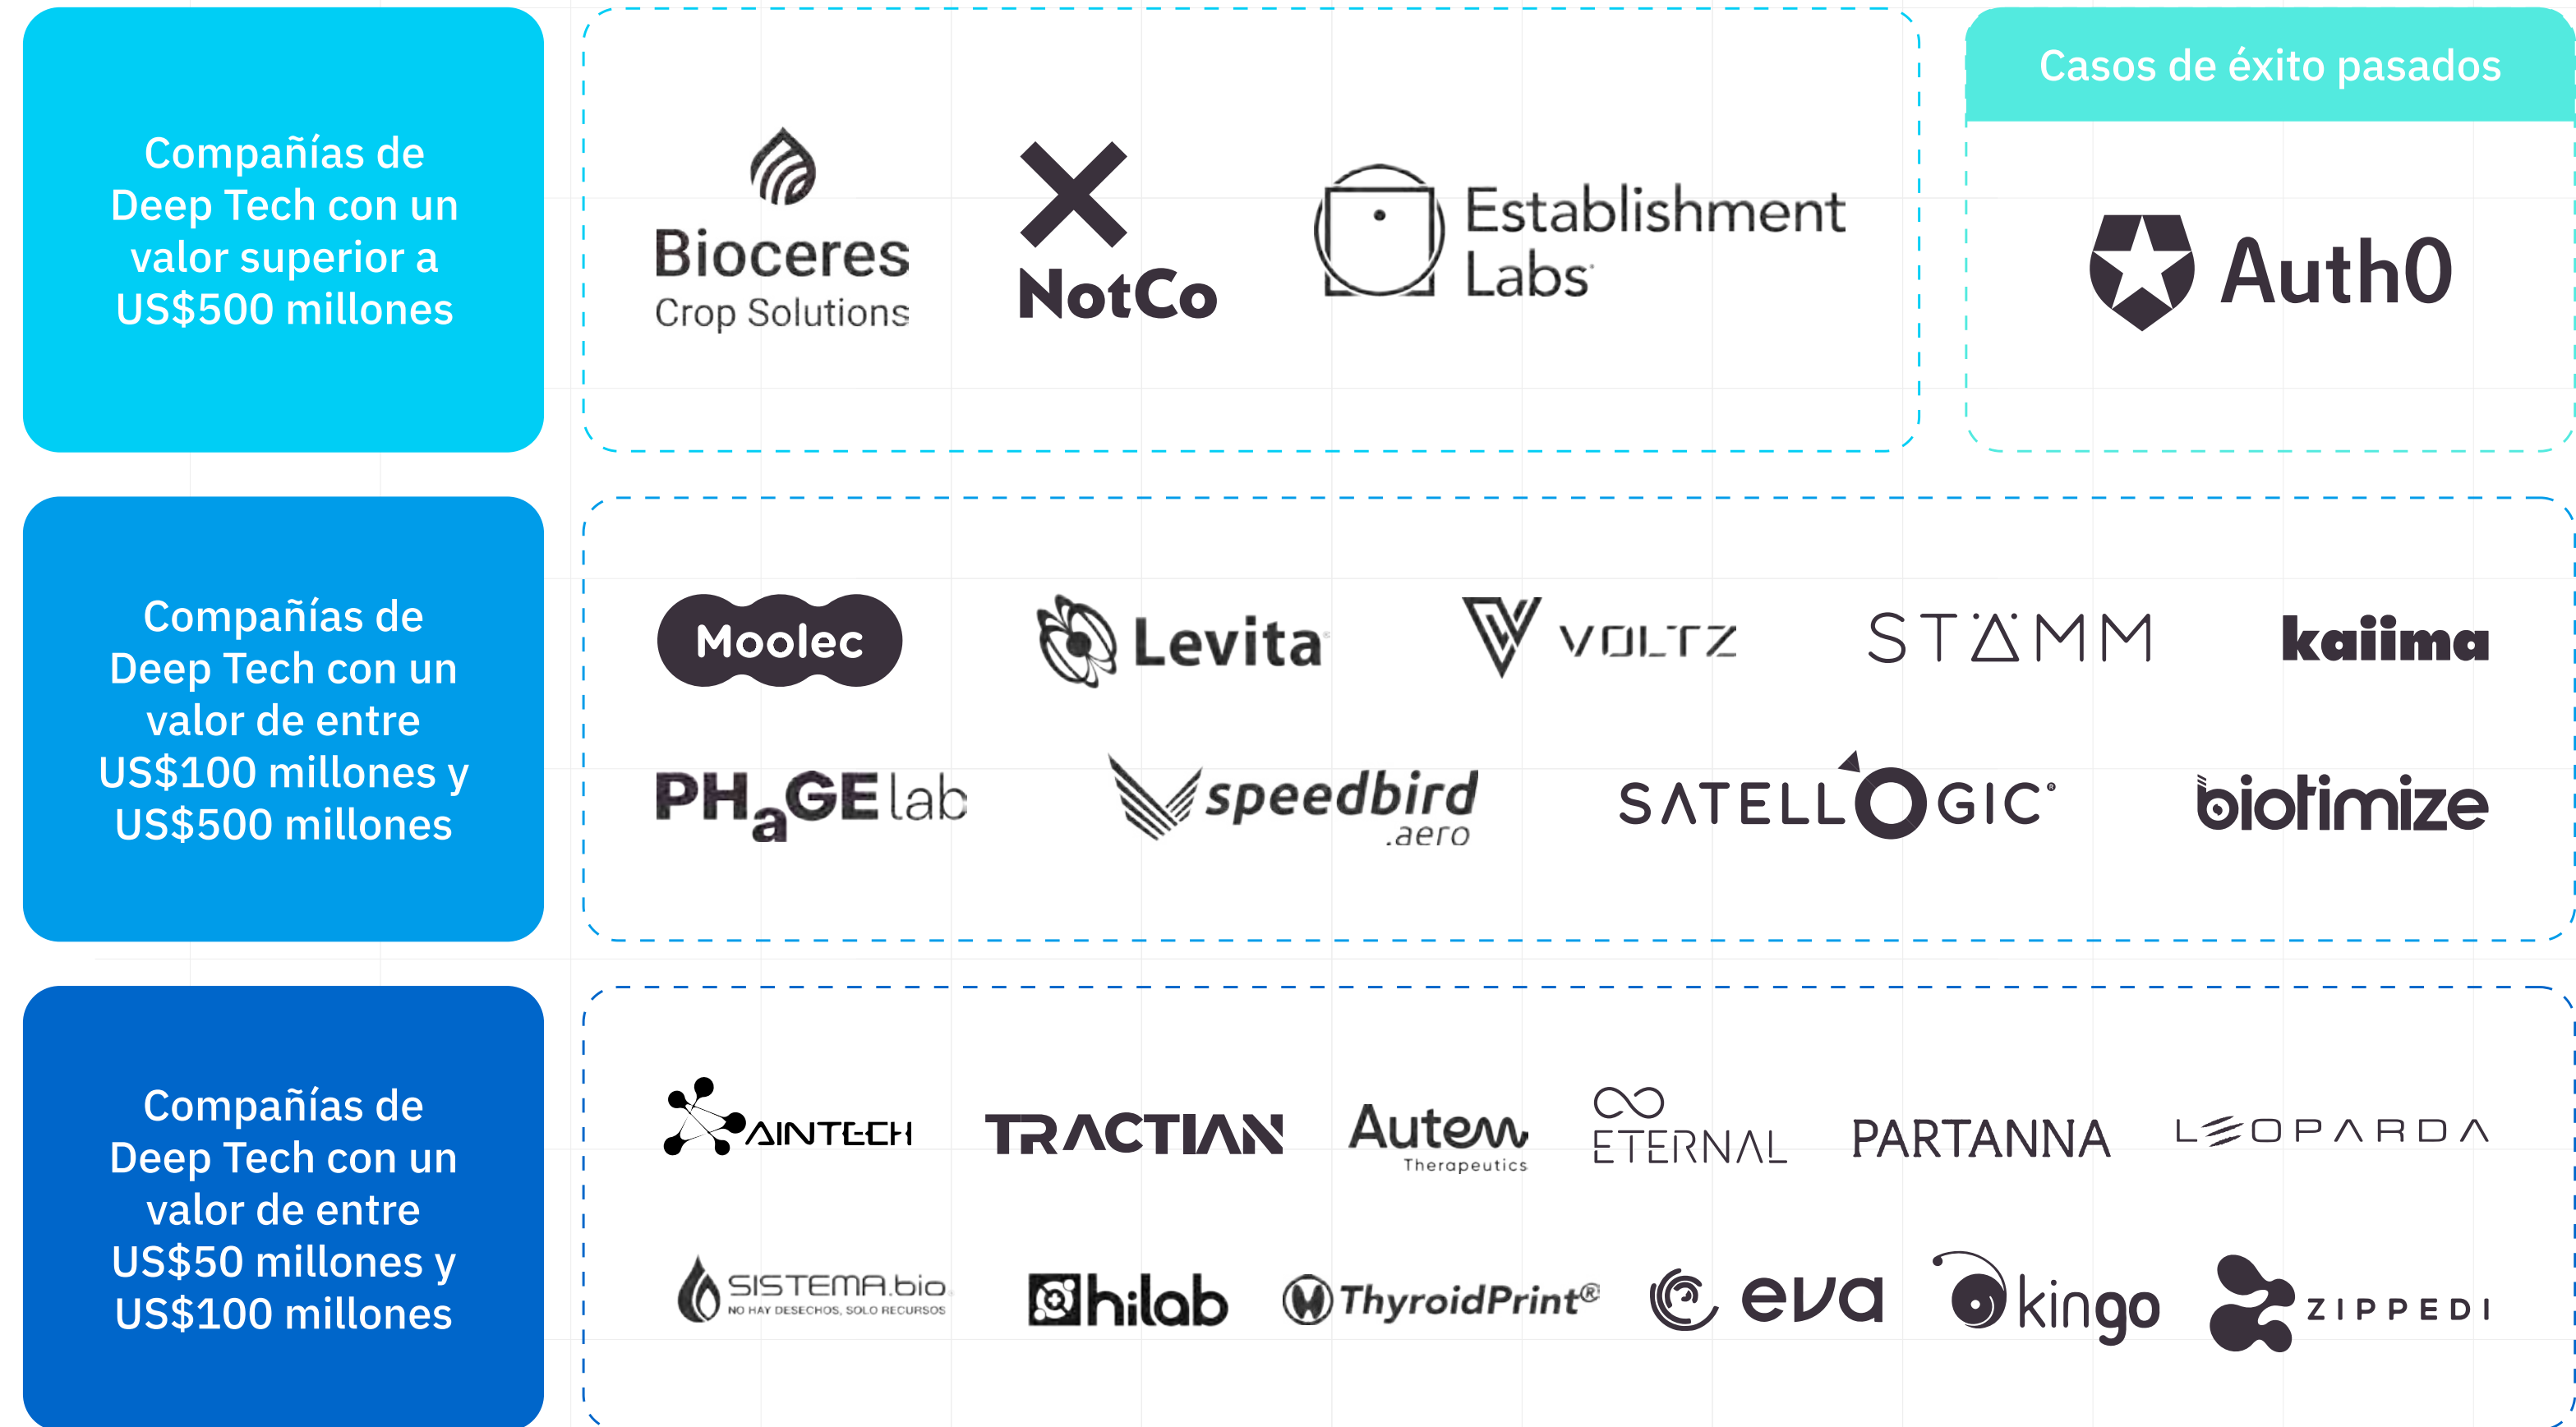 Compañías de
Deep Tech con un
valor superior a
US$500 millones
Bioceres
Crop Solutions
NotCo
Establishment
Labs
Casos de éxito pasados
Auth0
Compañías de
Deep Tech con un
valor de entre
US$100 millones y
US$500 millones
Moolec
Levita
VOLTZ
STÄMM
kaiima
PHaGElab
speedbird
.aero
SATELLOGIC®
biotimize
Compañías de
Deep Tech con un
valor de entre
US$50 millones y
US$100 millones
AINTECH
TRACTIAN
Autem
Therapeutics
ETERNAL
PARTANNA
LEOPARDA
SISTEMA.bio
NO HAY DESECHOS, SOLO RECURSOS
hilab
ThyroidPrint®
eva
kingo
ZIPPEDI